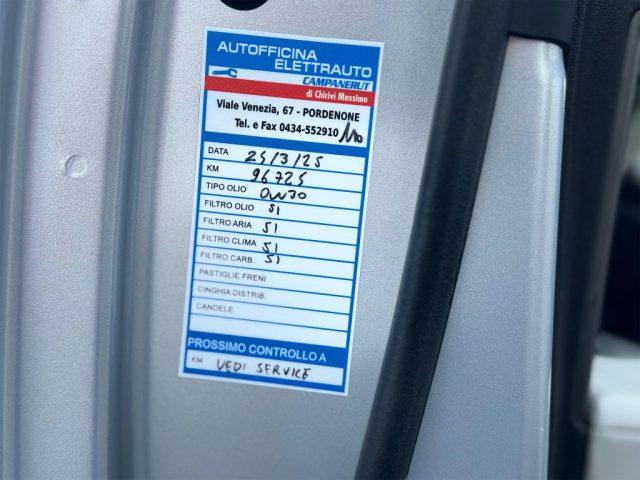 AUTOFFICINA
ELETTRAUTO
CAMPANERUT
di Chirivì Massimo
Viale Venezia, 67 - PORDENONE
Tel. e Fax 0434-552910
DATA 25/3/25
KM 96725
TIPO OLIO 0W30
FILTRO OLIO SI
FILTRO ARIA SI
FILTRO CLIMA SI
FILTRO CARB. SI
PASTIGLIE FRENI
CINGHIA DISTRIB.
CANDELE
PROSSIMO CONTROLLO A
KM VEDI SERVICE